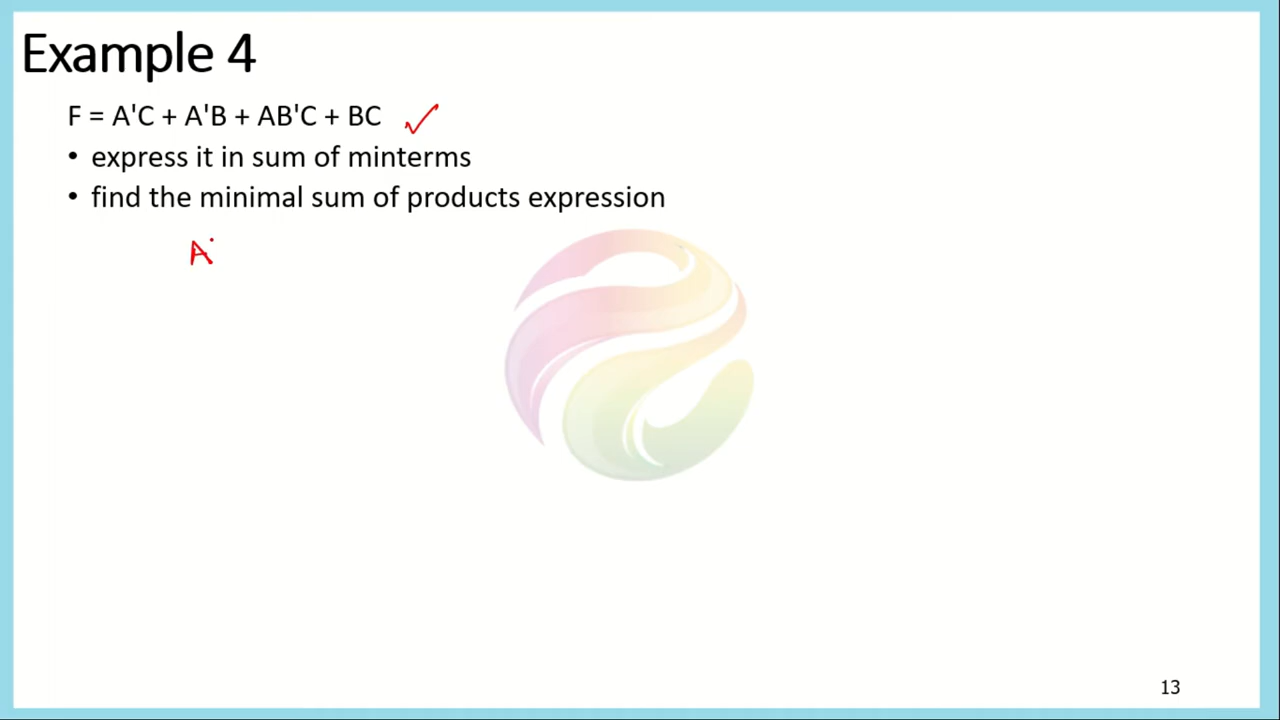 Example 4
F = A'C + A'B + AB'C + BC
• express it in sum of minterms
• find the minimal sum of products expression
A'
13